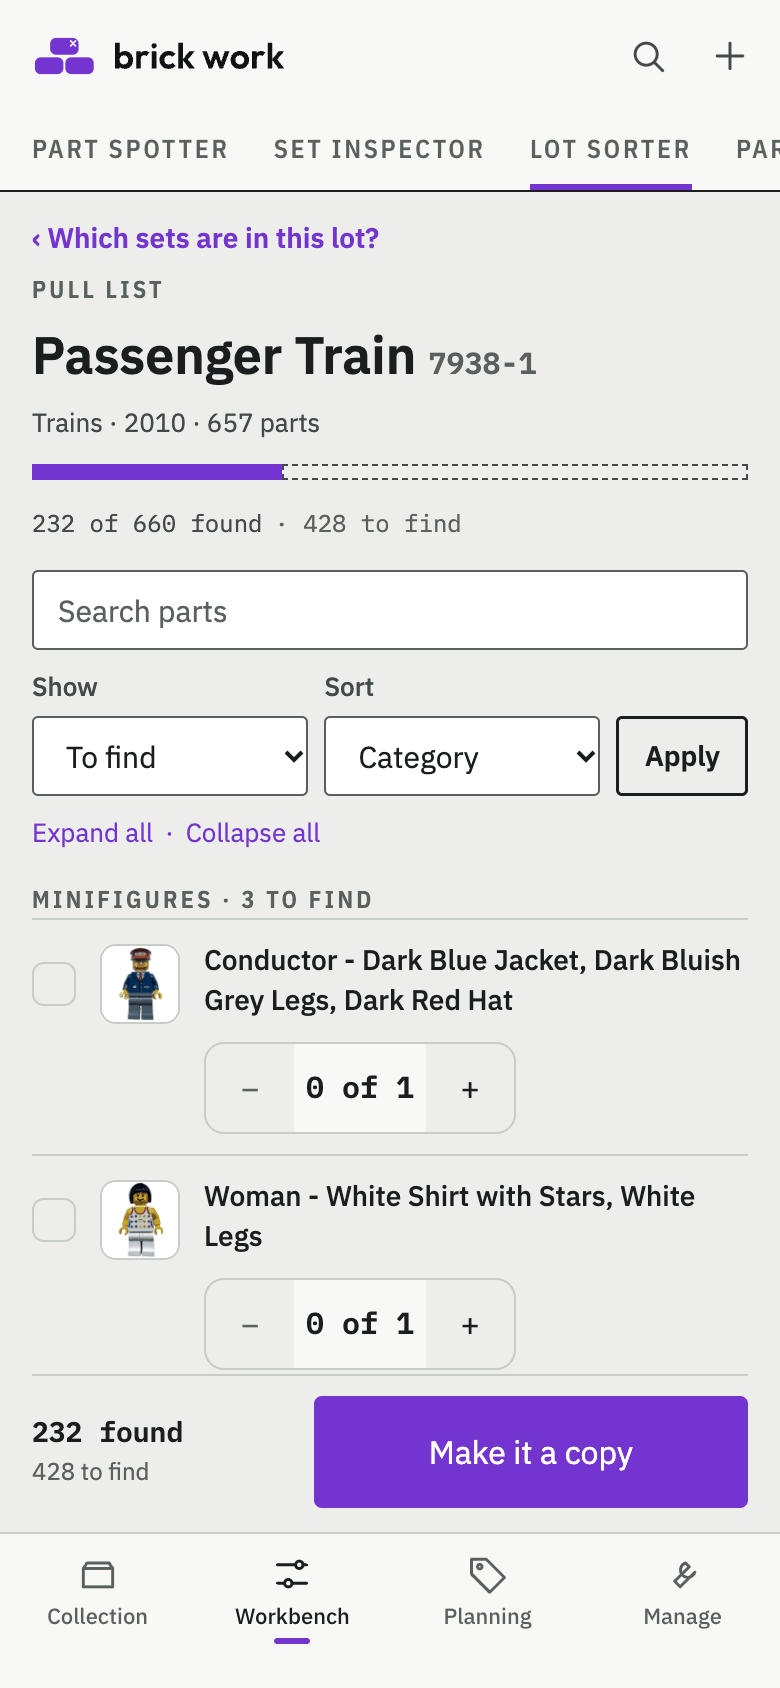 brick work
PART SPOTTER SET INSPECTOR LOT SORTER PAR
‹ Which sets are in this lot?
PULL LIST
Passenger Train 7938-1
Trains · 2010 · 657 parts
232 of 660 found · 428 to find
Search parts
Show Sort
To find Category Apply
Expand all · Collapse all
MINIFIGURES · 3 TO FIND
Conductor - Dark Blue Jacket, Dark Bluish
Grey Legs, Dark Red Hat
− 0 of 1 +
Woman - White Shirt with Stars, White
Legs
− 0 of 1 +
232 found
428 to find
Make it a copy
Collection Workbench Planning Manage